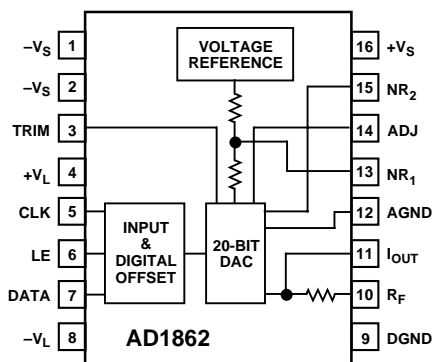 –VS 1
–VS 2
TRIM 3
+VL 4
CLK 5
LE 6
DATA 7
–VL 8
VOLTAGE
REFERENCE
INPUT
&
DIGITAL
OFFSET
20-BIT
DAC
AD1862
16 +VS
15 NR2
14 ADJ
13 NR1
12 AGND
11 IOUT
10 RF
9 DGND